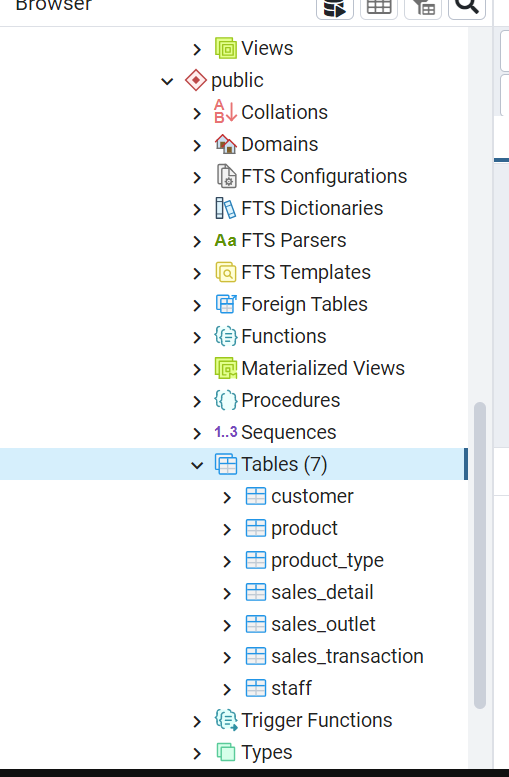 Browser
Views
public
Collations
Domains
FTS Configurations
FTS Dictionaries
Aa FTS Parsers
FTS Templates
Foreign Tables
Functions
Materialized Views
Procedures
1..3 Sequences
Tables (7)
customer
product
product_type
sales_detail
sales_outlet
sales_transaction
staff
Trigger Functions
Types